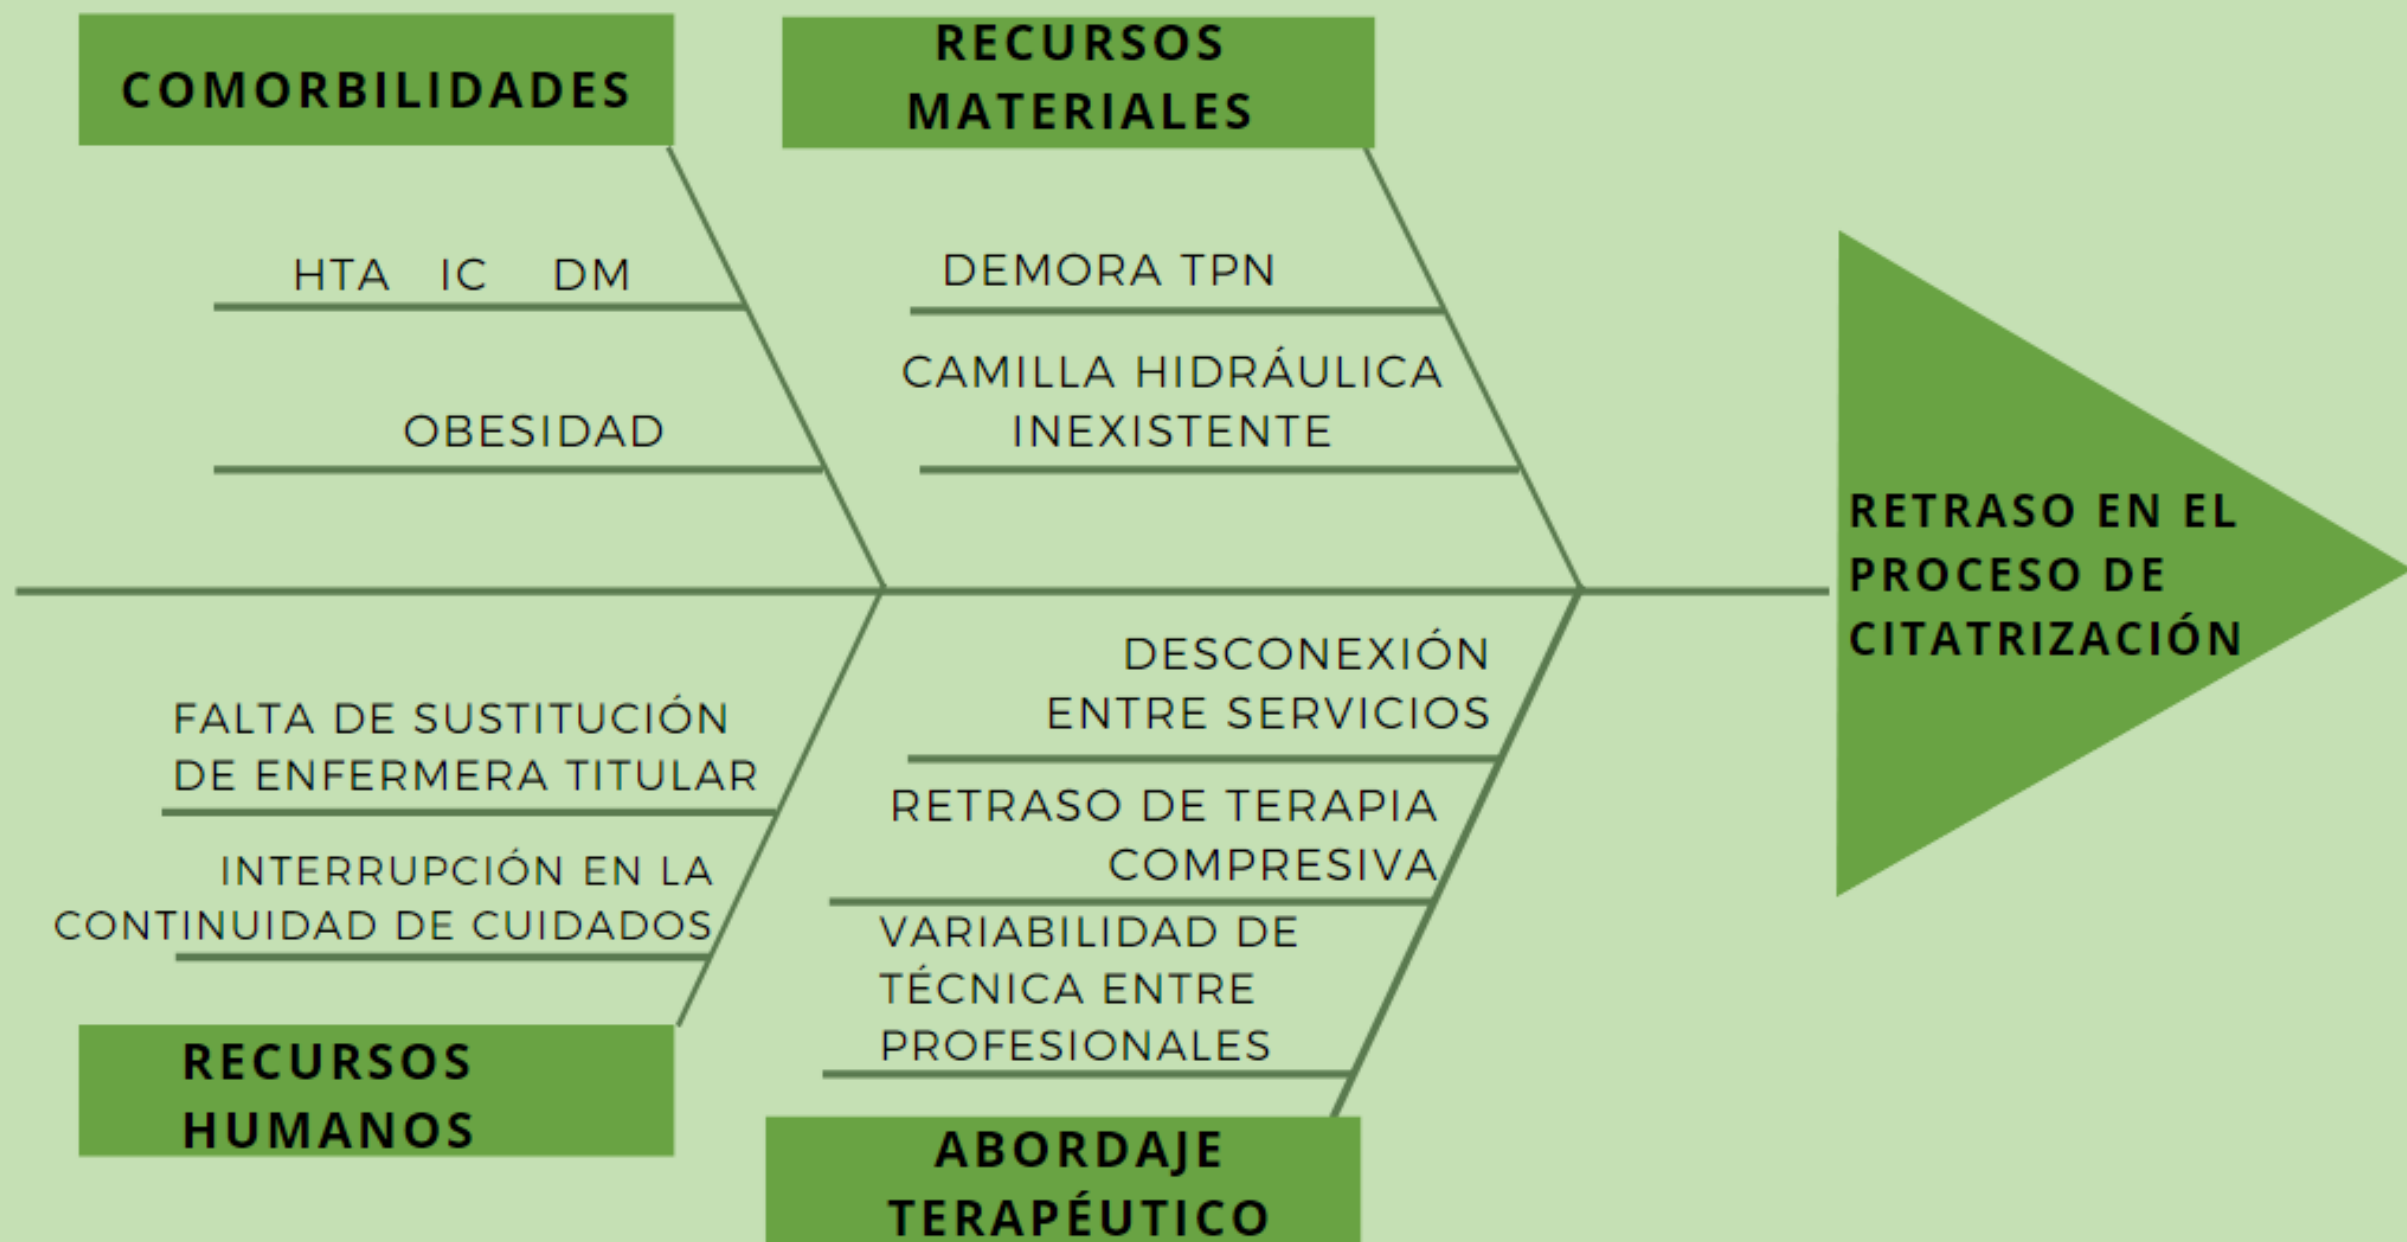 COMORBILIDADES
HTA IC DM
OBESIDAD
RECURSOS
MATERIALES
DEMORA TPN
CAMILLA HIDRÁULICA
INEXISTENTE
FALTA DE SUSTITUCIÓN
DE ENFERMERA TITULAR
INTERRUPCIÓN EN LA
CONTINUIDAD DE CUIDADOS
RECURSOS
HUMANOS
DESCONEXIÓN
ENTRE SERVICIOS
RETRASO DE TERAPIA
COMPRESIVA
VARIABILIDAD DE
TÉCNICA ENTRE
PROFESIONALES
ABORDAJE
TERAPÉUTICO
RETRASO EN EL
PROCESO DE
CITATRIZACIÓN